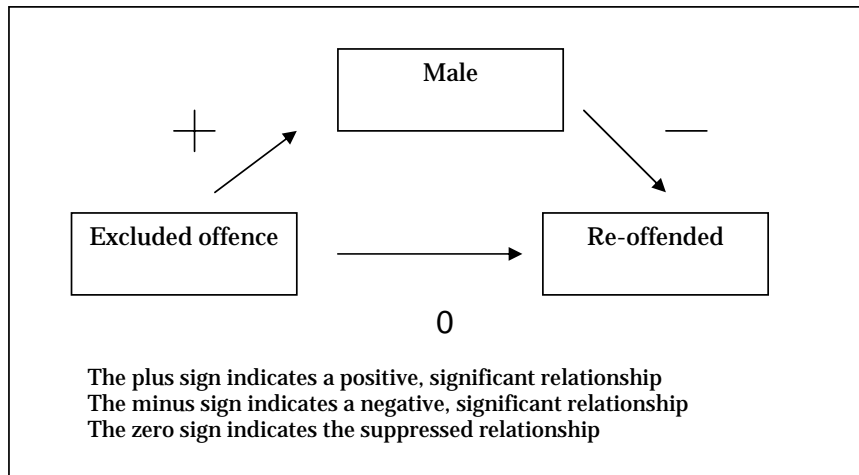 Male
+
—
Excluded offence
Re-offended
0
The plus sign indicates a positive, significant relationship
The minus sign indicates a negative, significant relationship
The zero sign indicates the suppressed relationship